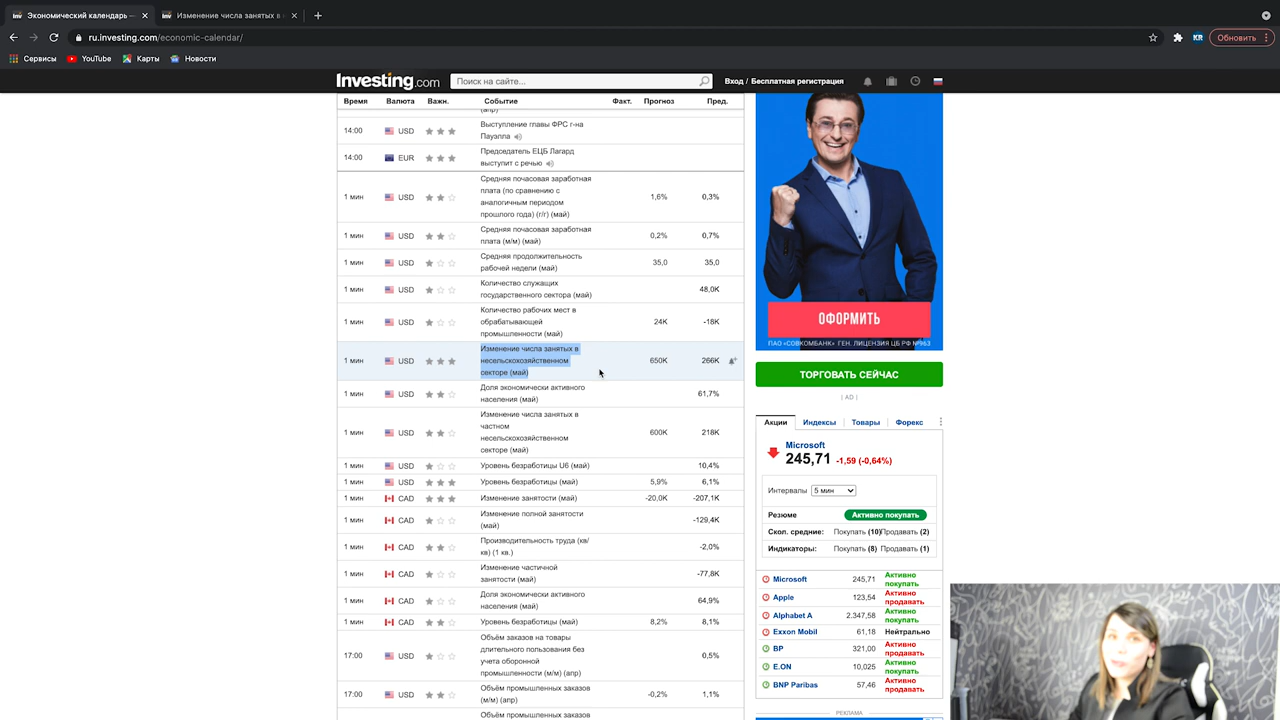 Экономический календарь —
Изменение числа занятых в
ru.investing.com/economic-calendar/
KR
Обновить
Сервисы
YouTube
Карты
Новости
Investing.com
Поиск на сайте...
Вход / Бесплатная регистрация
Время Валюта Важн. Событие Факт. Прогноз Пред.
(апр)
14:00 USD Выступление главы ФРС г-на
Пауэлла
14:00 EUR Председатель ЕЦБ Лагард
выступит с речью
1 мин USD Средняя почасовая заработная
плата (по сравнению с
аналогичным периодом
прошлого года) (г/г) (май) 1,6% 0,3%
1 мин USD Средняя почасовая заработная
плата (м/м) (май) 0,2% 0,7%
1 мин USD Средняя продолжительность
рабочей недели (май) 35,0 35,0
1 мин USD Количество служащих
государственного сектора (май) 48,0K
1 мин USD Количество рабочих мест в
обрабатывающей
промышленности (май) 24K -18K
1 мин USD Изменение числа занятых в
несельскохозяйственном
секторе (май) 650K 266K
1 мин USD Доля экономически активного
населения (май) 61,7%
1 мин USD Изменение числа занятых в
частном
несельскохозяйственном
секторе (май) 600K 218K
1 мин USD Уровень безработицы U6 (май) 10,4%
1 мин USD Уровень безработицы (май) 5,9% 6,1%
1 мин CAD Изменение занятости (май) -20,0K -207,1K
1 мин CAD Изменение полной занятости
(май) -129,4K
1 мин CAD Производительность труда (кв/
кв) (1 кв.) -2,0%
1 мин CAD Изменение частичной
занятости (май) -77,8K
1 мин CAD Доля экономически активного
населения (май) 64,9%
1 мин CAD Уровень безработицы (май) 8,2% 8,1%
17:00 USD Объём заказов на товары
длительного пользования без
учета оборонной
промышленности (м/м) (апр) 0,5%
17:00 USD Объём промышленных заказов
(м/м) (апр) -0,2% 1,1%
Объём промышленных заказов
ОФОРМИТЬ
ПАО «СОВКОМБАНК» ГЕН. ЛИЦЕНЗИЯ ЦБ РФ №963
ТОРГОВАТЬ СЕЙЧАС
| AD |
Акции Индексы Товары Форекс
Microsoft
245,71 -1,59 (-0,64%)
Интервалы 5 мин
Резюме Активно покупать
Скол. средние: Покупать (10) Продавать (2)
Индикаторы: Покупать (8) Продавать (1)
Microsoft 245,71 Активно
покупать
Apple 123,54 Активно
продавать
Alphabet A 2.347,58 Активно
покупать
Exxon Mobil 61,18 Нейтрально
BP 321,00 Активно
продавать
E.ON 10,025 Активно
покупать
BNP Paribas 57,46 Активно
продавать
РЕКЛАМА